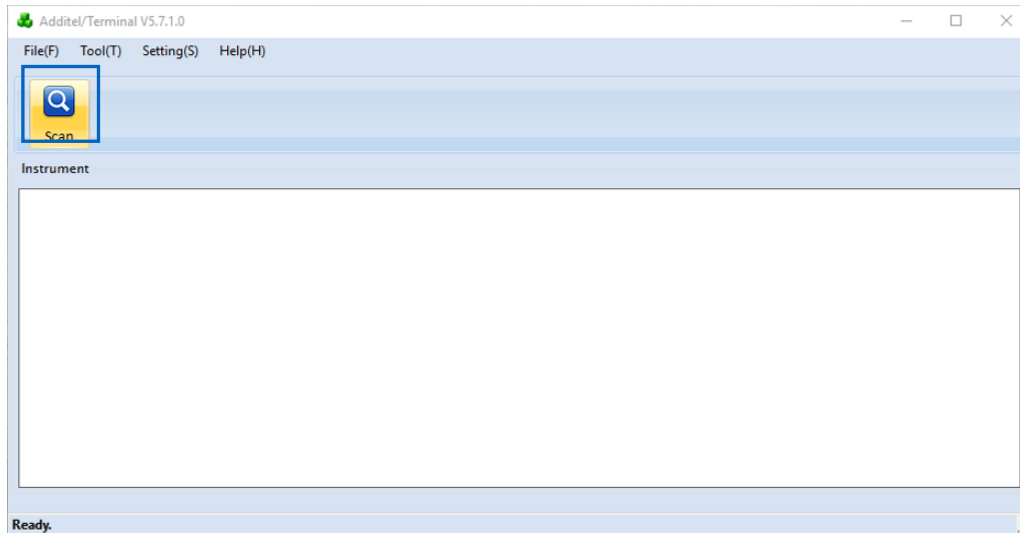 Additel/Terminal V5.7.1.0
File(F) Tool(T) Setting(S) Help(H)
Scan
Instrument
Ready.